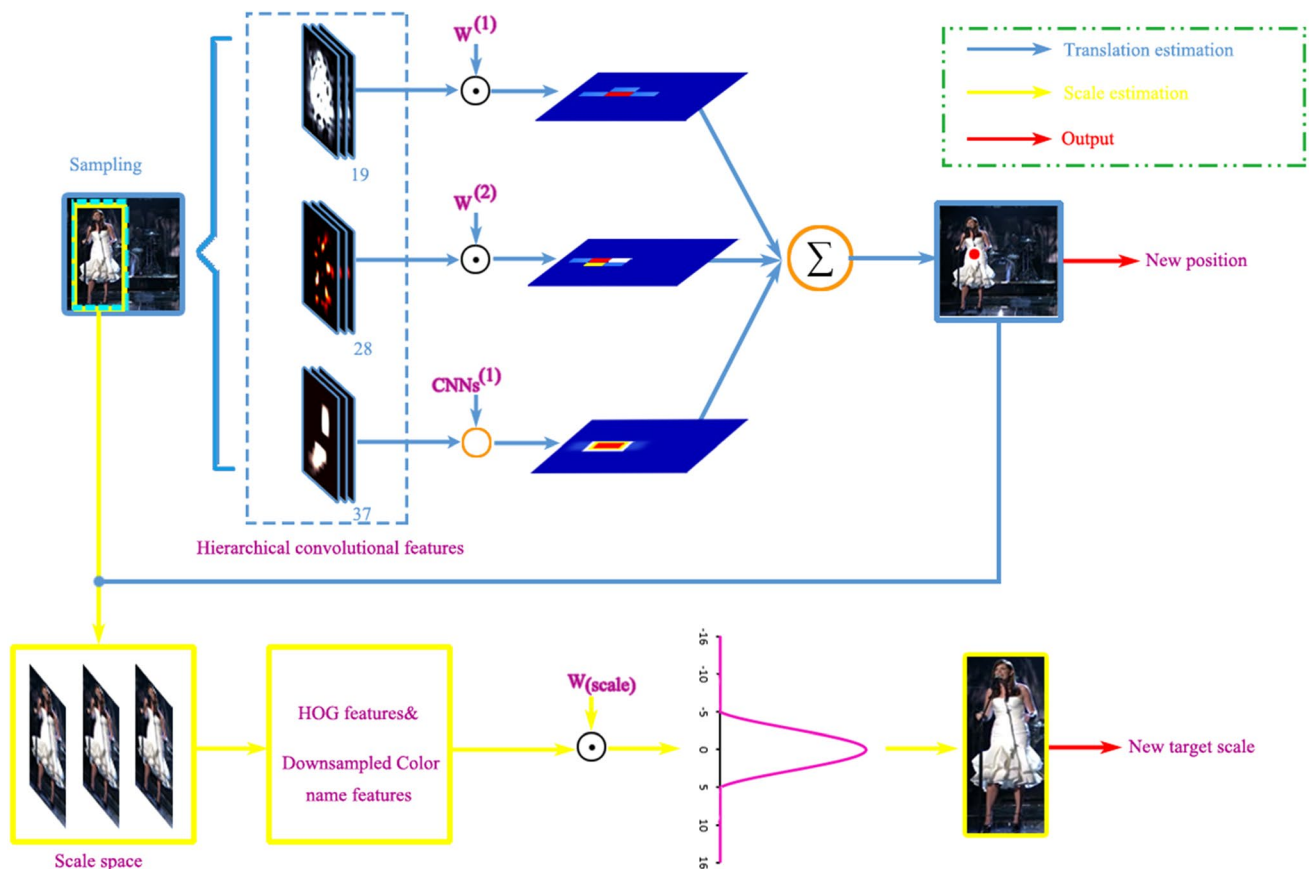 W(1)
Translation estimation
Scale estimation
Output
Sampling
19
W(2)
∑
New position
28
CNNs(1)
37
Hierarchical convolutional features
W(scale)
-16
-10
-5
0
5
10
16
HOG features&
Downsampled Color
name features
New target scale
Scale space